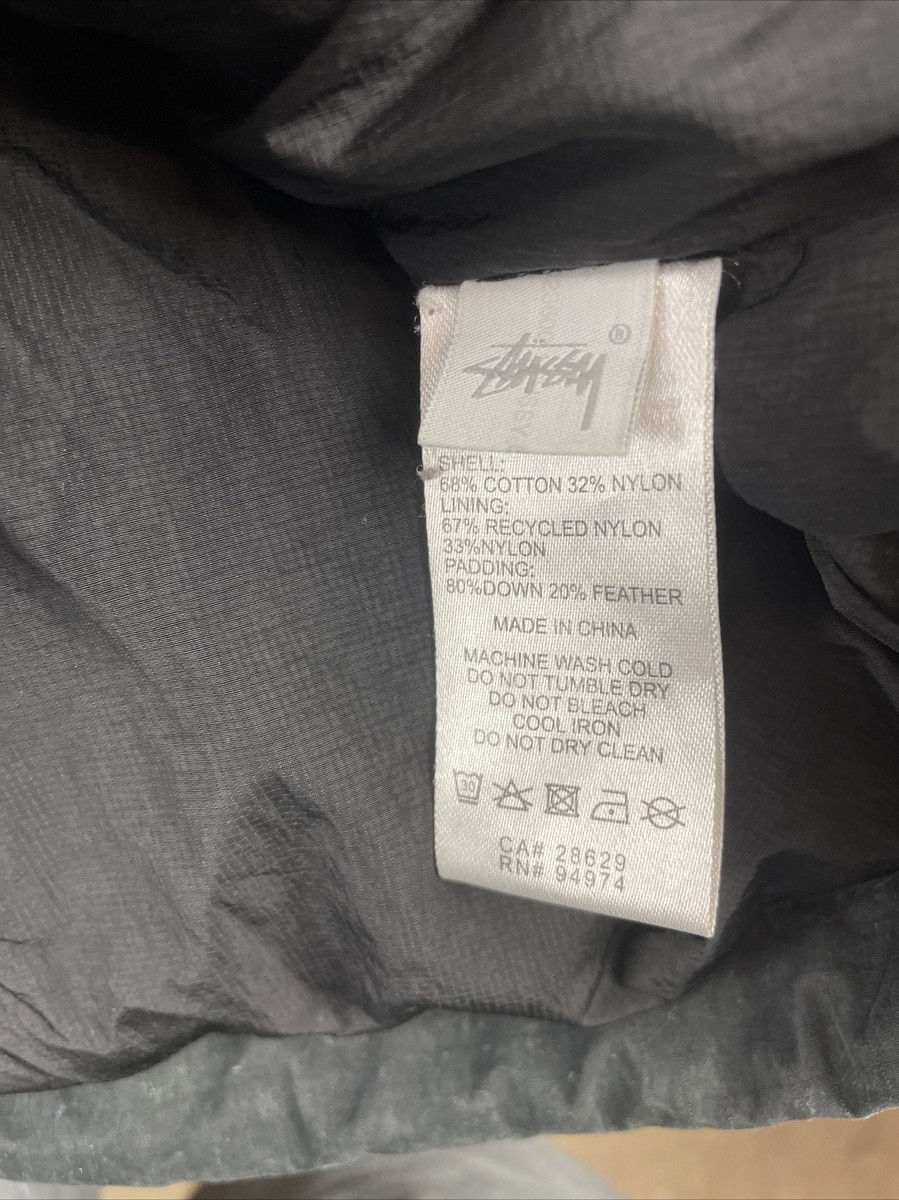 STÜSSY ®
SHELL:
68% COTTON 32% NYLON
LINING:
67% RECYCLED NYLON
33%NYLON
PADDING:
80%DOWN 20% FEATHER
MADE IN CHINA
MACHINE WASH COLD
DO NOT TUMBLE DRY
DO NOT BLEACH
COOL IRON
DO NOT DRY CLEAN
30
CA# 28629
RN# 94974